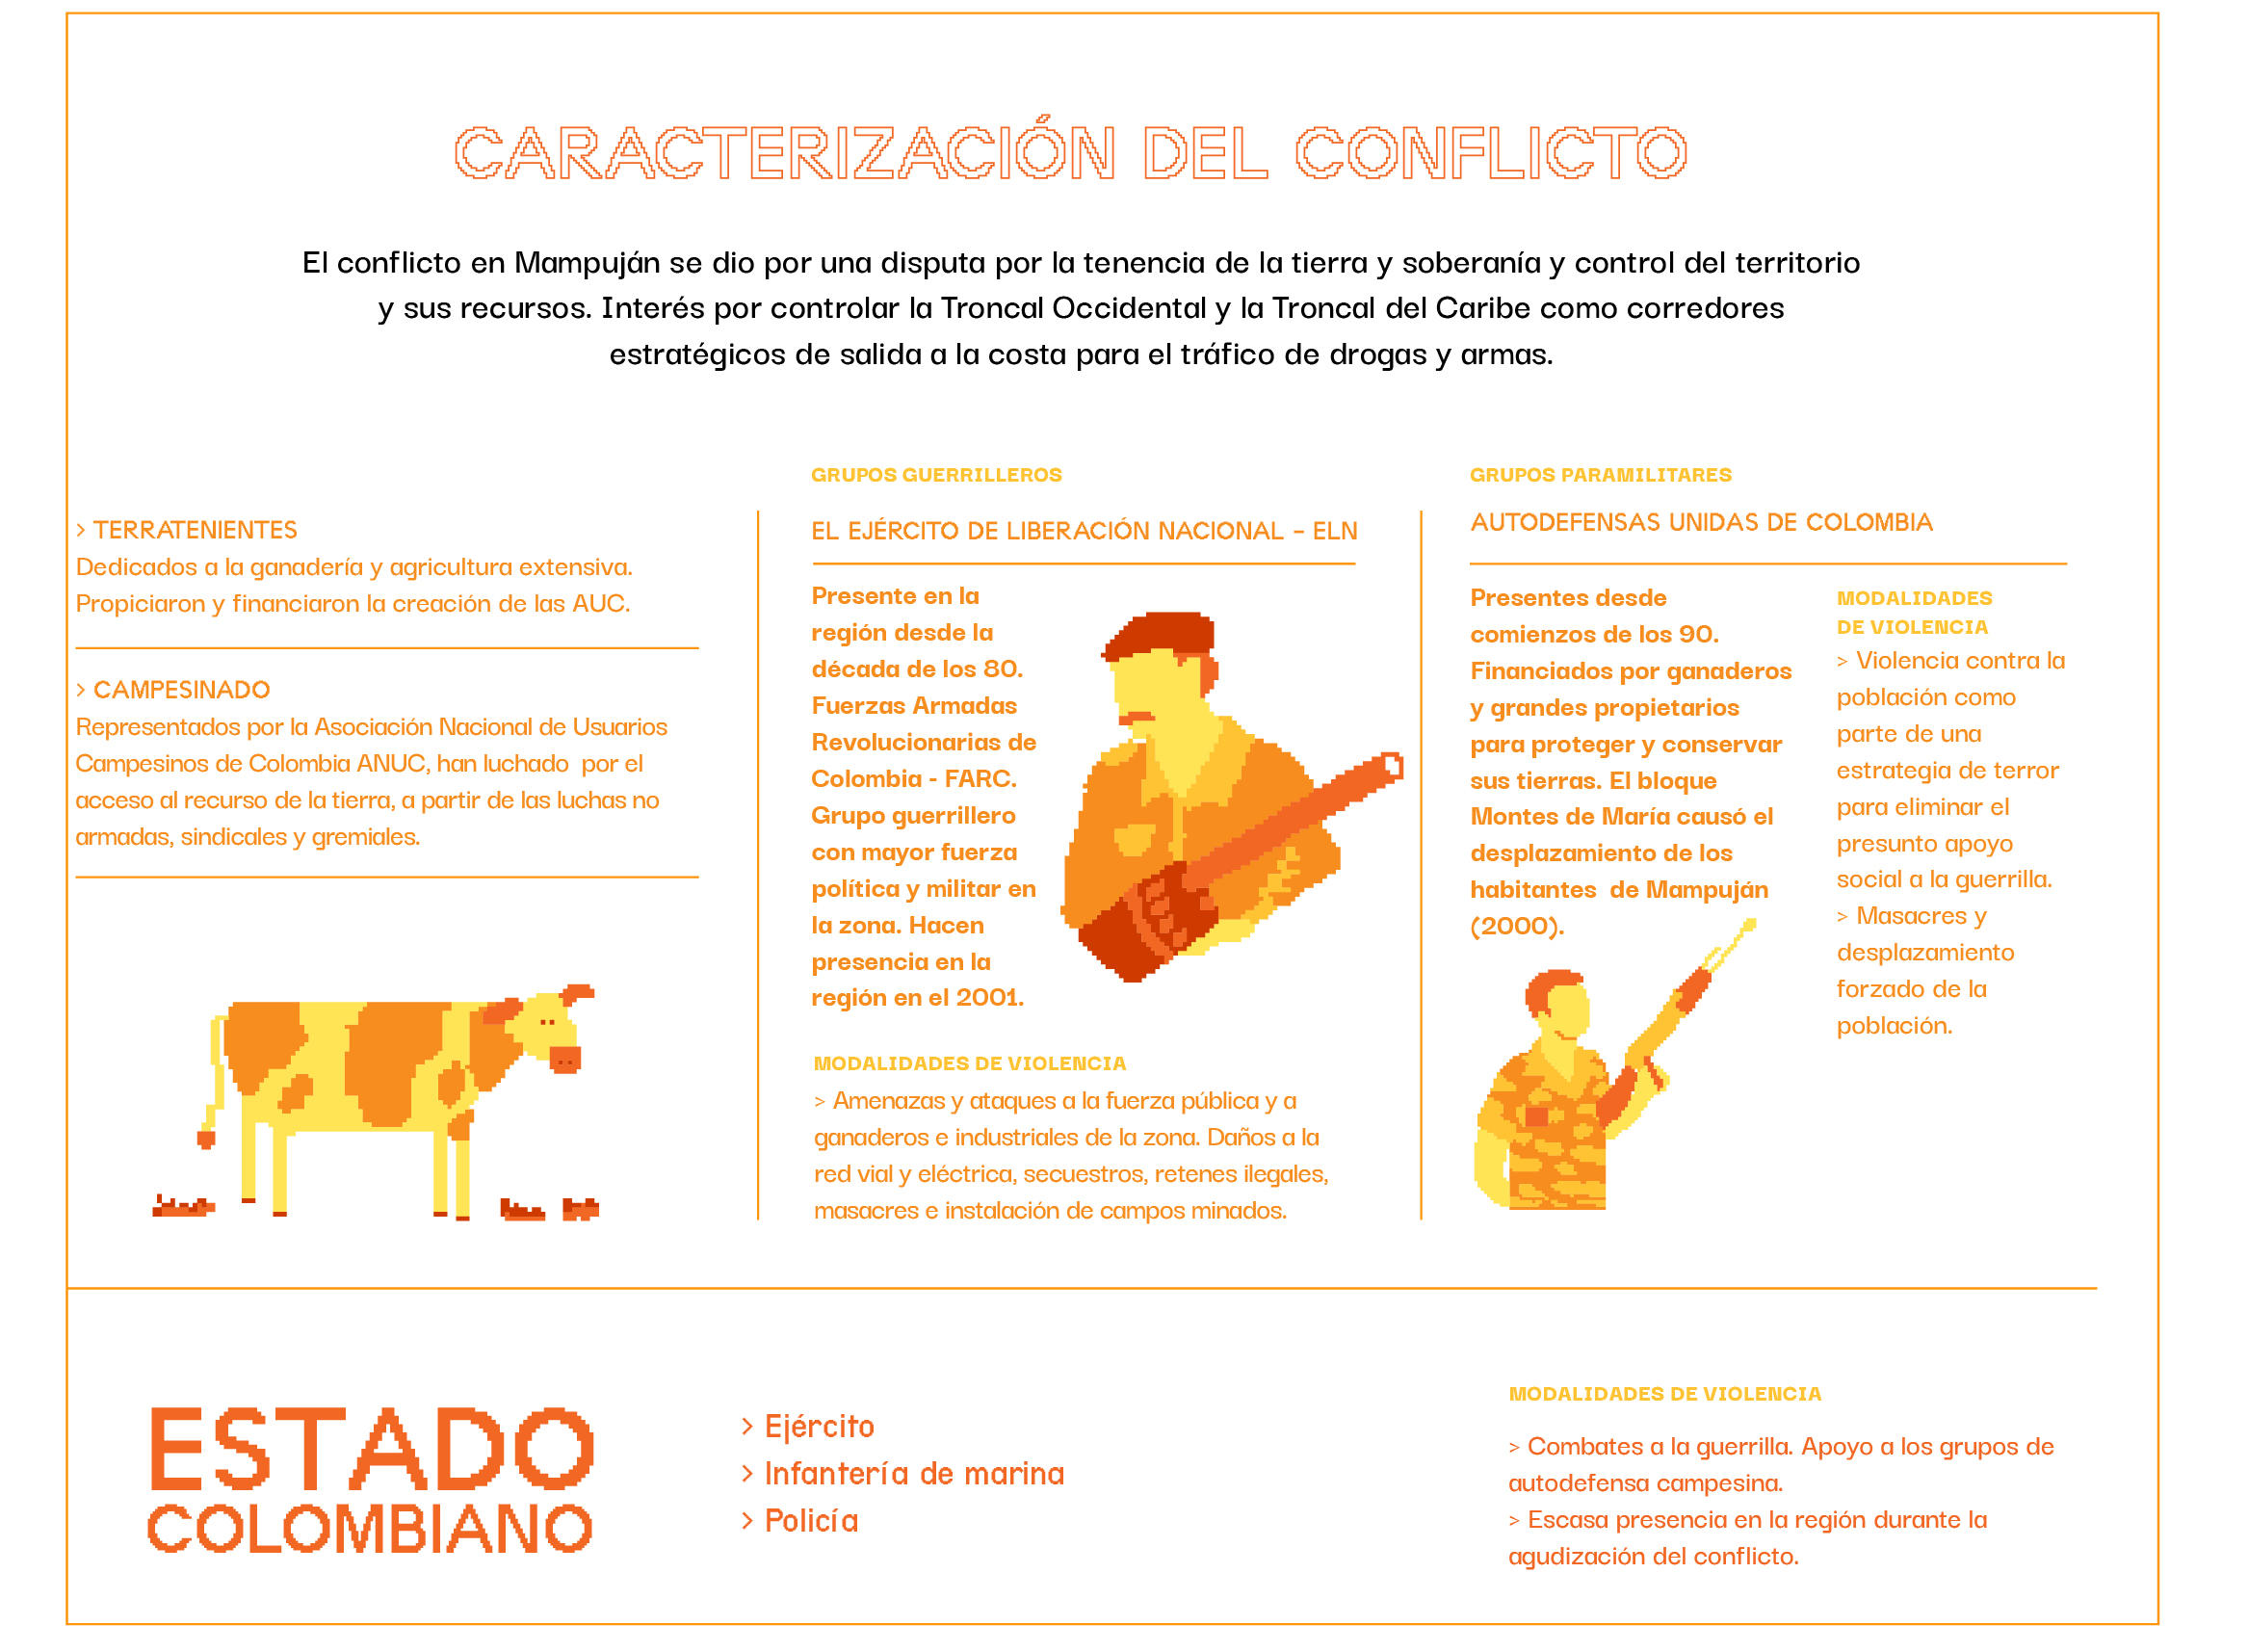 CARACTERIZACIÓN DEL CONFLICTO
El conflicto en Mampuján se dio por una disputa por la tenencia de la tierra y soberanía y control del territorio
y sus recursos. Interés por controlar la Troncal Occidental y la Troncal del Caribe como corredores
estratégicos de salida a la costa para el tráfico de drogas y armas.
> TERRATENIENTES
Dedicados a la ganadería y agricultura extensiva.
Propiciaron y financiaron la creación de las AUC.
> CAMPESINADO
Representados por la Asociación Nacional de Usuarios
Campesinos de Colombia ANUC, han luchado  por el
acceso al recurso de la tierra, a partir de las luchas no
armadas, sindicales y gremiales.
GRUPOS GUERRILLEROS
EL EJÉRCITO DE LIBERACIÓN NACIONAL – ELN
Presente en la
región desde la
década de los 80.
Fuerzas Armadas
Revolucionarias de
Colombia - FARC.
Grupo guerrillero
con mayor fuerza
política y militar en
la zona. Hacen
presencia en la
región en el 2001.
MODALIDADES DE VIOLENCIA
> Amenazas y ataques a la fuerza pública y a
ganaderos e industriales de la zona. Daños a la
red vial y eléctrica, secuestros, retenes ilegales,
masacres e instalación de campos minados.
GRUPOS PARAMILITARES
AUTODEFENSAS UNIDAS DE COLOMBIA
Presentes desde
comienzos de los 90.
Financiados por ganaderos
y grandes propietarios
para proteger y conservar
sus tierras. El bloque
Montes de María causó el
desplazamiento de los
habitantes  de Mampuján
(2000).
MODALIDADES
DE VIOLENCIA
> Violencia contra la
población como
parte de una
estrategia de terror
para eliminar el
presunto apoyo
social a la guerrilla.
> Masacres y
desplazamiento
forzado de la
población.
ESTADO
COLOMBIANO
> Ejército
> Infantería de marina
> Policía
MODALIDADES DE VIOLENCIA
> Combates a la guerrilla. Apoyo a los grupos de
autodefensa campesina.
> Escasa presencia en la región durante la
agudización del conflicto.